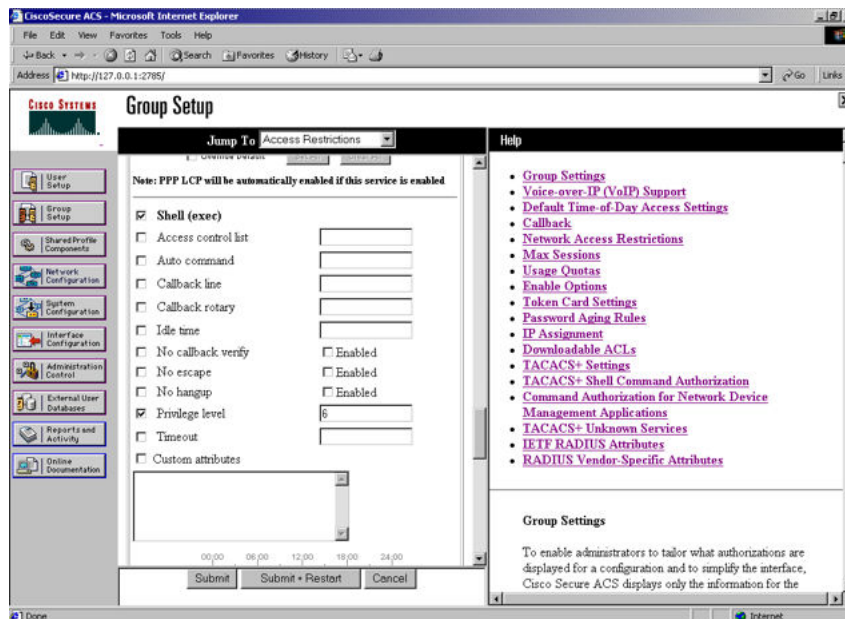 CiscoSecure ACS - Microsoft Internet Explorer
File Edit View Favorites Tools Help
Back Search Favorites History
Address http://127.0.0.1:2785/ Go Links
CISCO SYSTEMS
Group Setup
Jump To Access Restrictions
Help
User Setup
Group Setup
Shared Profile Components
Network Configuration
System Configuration
Interface Configuration
Administration Control
External User Databases
Reports and Activity
Online Documentation
Note: PPP LCP will be automatically enabled if this service is enabled
Shell (exec)
Access control list
Auto command
Callback line
Callback rotary
Idle time
No callback verify Enabled
No escape Enabled
No hangup Enabled
Privilege level 6
Timeout
Custom attributes
00;00 06;00 12;00 18;00 24;00
Submit Submit + Restart Cancel
Group Settings
Voice-over-IP (VoIP) Support
Default Time-of-Day Access Settings
Callback
Network Access Restrictions
Max Sessions
Usage Quotas
Enable Options
Token Card Settings
Password Aging Rules
IP Assignment
Downloadable ACLs
TACACS+ Settings
TACACS+ Shell Command Authorization
Command Authorization for Network Device
Management Applications
TACACS+ Unknown Services
IETF RADIUS Attributes
RADIUS Vendor-Specific Attributes
Group Settings
To enable administrators to tailor what authorizations are
displayed for a configuration and to simplify the interface,
Cisco Secure ACS displays only the information for the
Done Internet